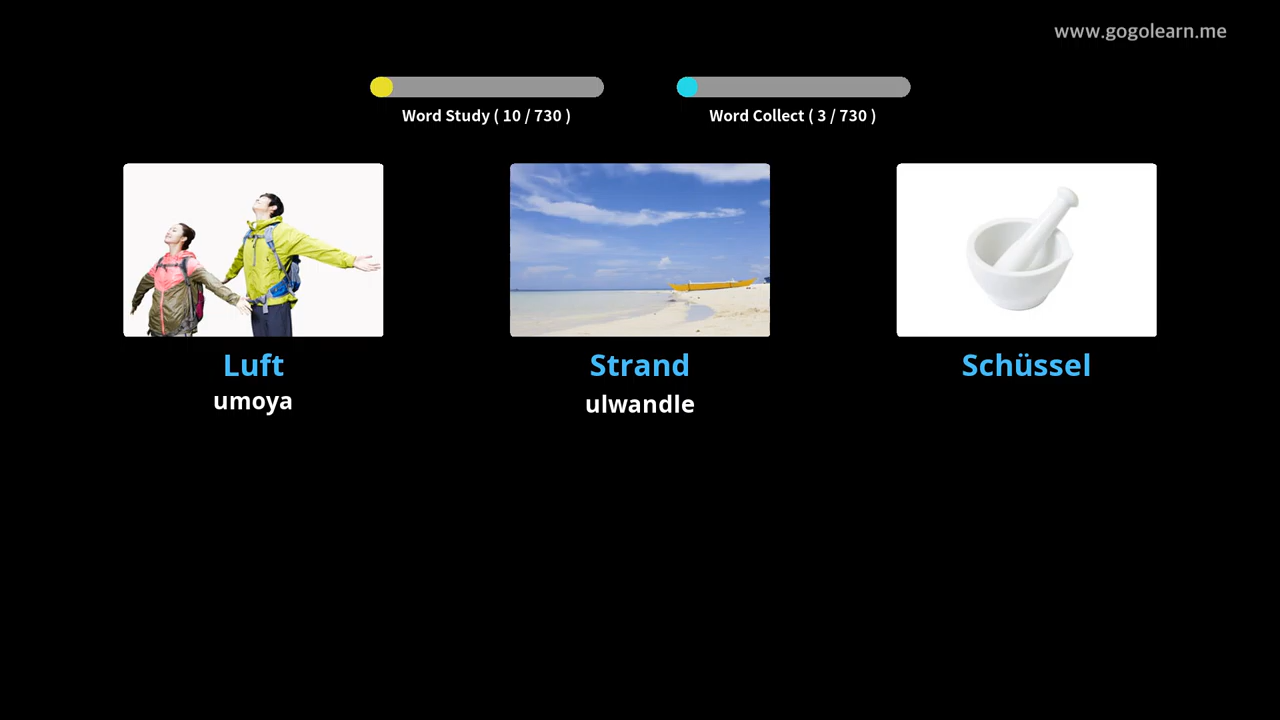 www.gogolearn.me
Word Study ( 10 / 730 )
Word Collect ( 3 / 730 )
Luft
umoya
Strand
ulwandle
Schüssel